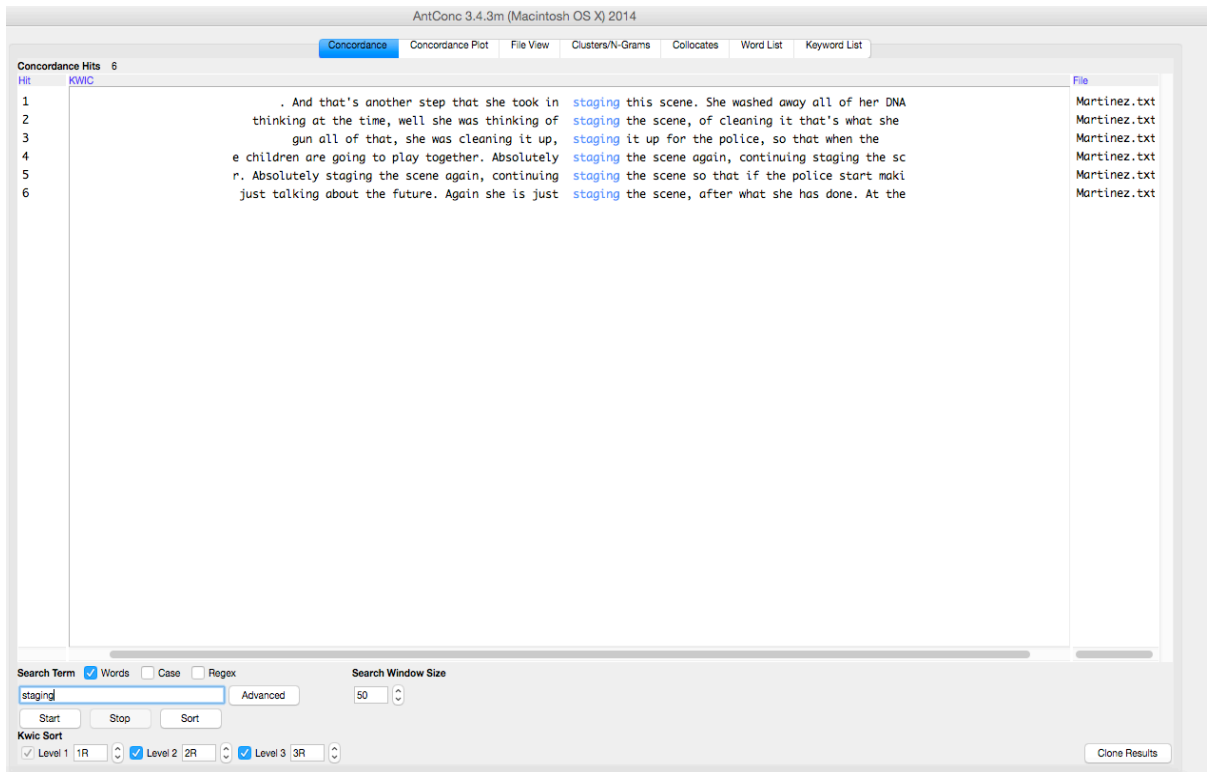 AntConc 3.4.3m (Macintosh OS X) 2014
Concordance Concordance Plot File View Clusters/N-Grams Collocates Word List Keyword List
Concordance Hits 6
Hit KWIC File
1 . And that's another step that she took in staging this scene. She washed away all of her DNA Martinez.txt
2 thinking at the time, well she was thinking of staging the scene, of cleaning it that's what she Martinez.txt
3 gun all of that, she was cleaning it up, staging it up for the police, so that when the Martinez.txt
4 e children are going to play together. Absolutely staging the scene again, continuing staging the sc Martinez.txt
5 r. Absolutely staging the scene again, continuing staging the scene so that if the police start maki Martinez.txt
6 just talking about the future. Again she is just staging the scene, after what she has done. At the Martinez.txt
Search Term Words Case Regex Search Window Size
staging Advanced 50
Start Stop Sort
Kwic Sort
Level 1 1R Level 2 2R Level 3 3R Clone Results